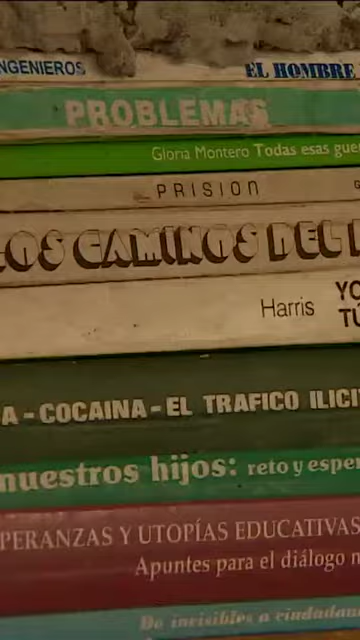 INGENIEROS EL HOMBRE
PROBLEMAS
Gloria Montero Todas esas gue
PRISION G
LOS CAMINOS DEL
Harris YO
TÚ
A - COCAINA - EL TRAFICO ILICI
nuestros hijos: reto y esper
PERANZAS Y UTOPÍAS EDUCATIVAS
Apuntes para el diálogo n
De invisibles a ciudadan